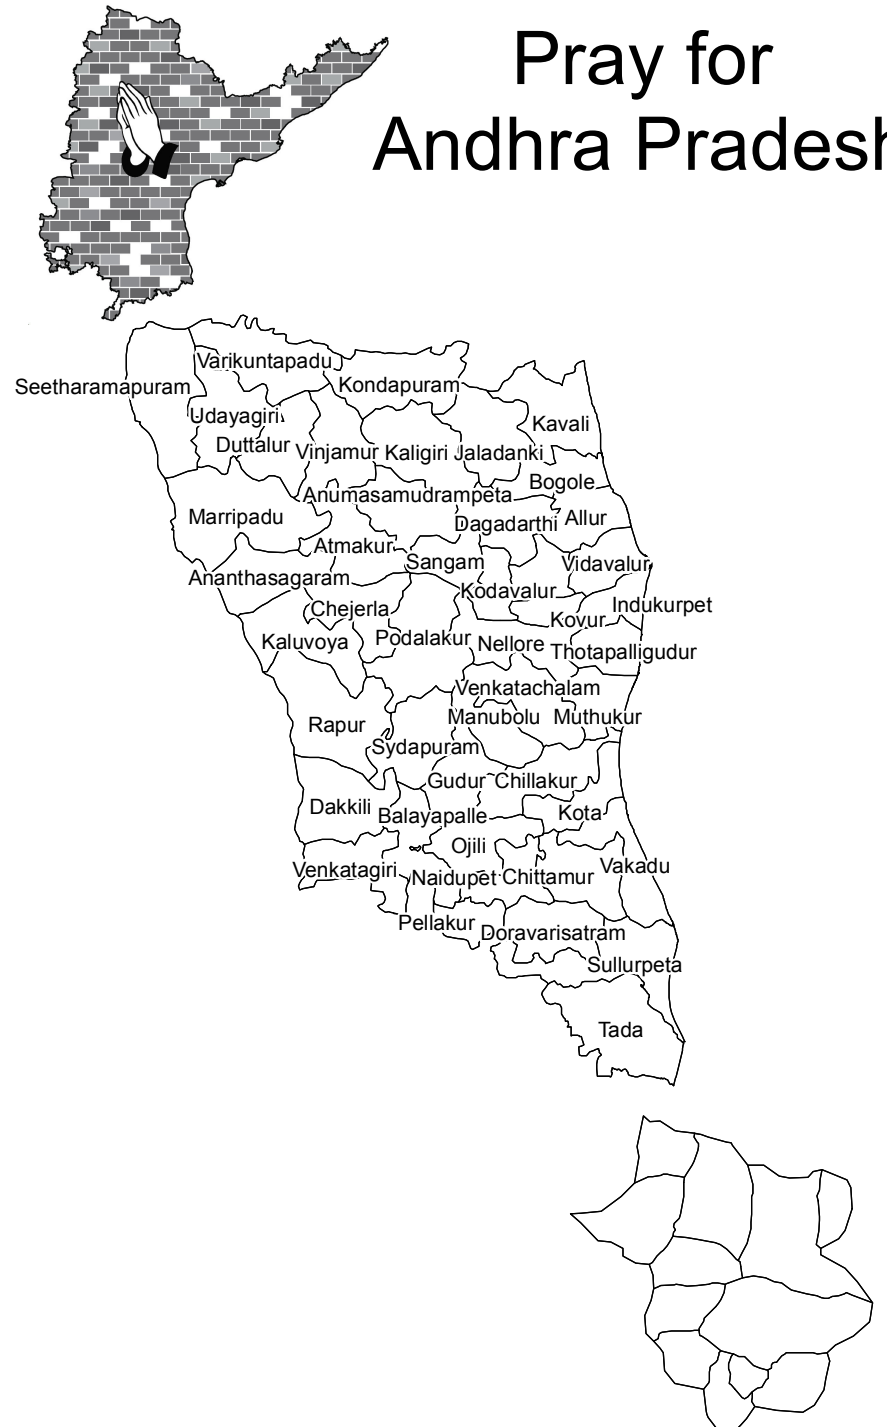 Pray for
Andhra Pradesh
Varikuntapadu
Seetharamapuram
Kondapuram
Udayagiri
Kavali
Duttalur
Vinjamur
Kaligiri
Jaladanki
Bogole
Anumasamudrampeta
Marripadu
Dagadarthi
Allur
Atmakur
Sangam
Vidavalur
Ananthasagaram
Kodavalur
Chejerla
Indukurpet
Kovur
Kaluvoya
Podalakur
Nellore
Thotapalligudur
Venkatachalam
Rapur
Manubolu
Muthukur
Sydapuram
Gudur
Chillakur
Dakkili
Balayapalle
Kota
Ojili
Venkatagiri
Naidupet
Chittamur
Vakadu
Pellakur
Doravarisatram
Sullurpeta
Tada